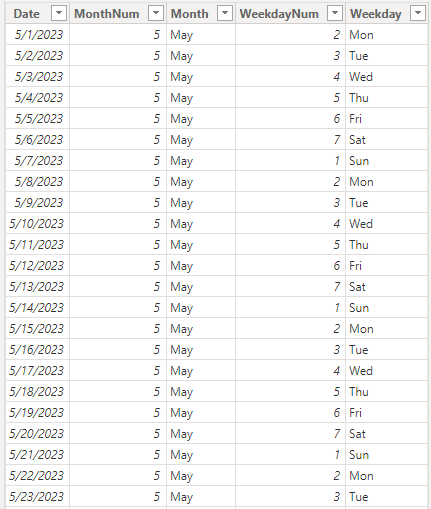 Date MonthNum Month WeekdayNum Weekday
5/1/2023 5 May 2 Mon
5/2/2023 5 May 3 Tue
5/3/2023 5 May 4 Wed
5/4/2023 5 May 5 Thu
5/5/2023 5 May 6 Fri
5/6/2023 5 May 7 Sat
5/7/2023 5 May 1 Sun
5/8/2023 5 May 2 Mon
5/9/2023 5 May 3 Tue
5/10/2023 5 May 4 Wed
5/11/2023 5 May 5 Thu
5/12/2023 5 May 6 Fri
5/13/2023 5 May 7 Sat
5/14/2023 5 May 1 Sun
5/15/2023 5 May 2 Mon
5/16/2023 5 May 3 Tue
5/17/2023 5 May 4 Wed
5/18/2023 5 May 5 Thu
5/19/2023 5 May 6 Fri
5/20/2023 5 May 7 Sat
5/21/2023 5 May 1 Sun
5/22/2023 5 May 2 Mon
5/23/2023 5 May 3 Tue